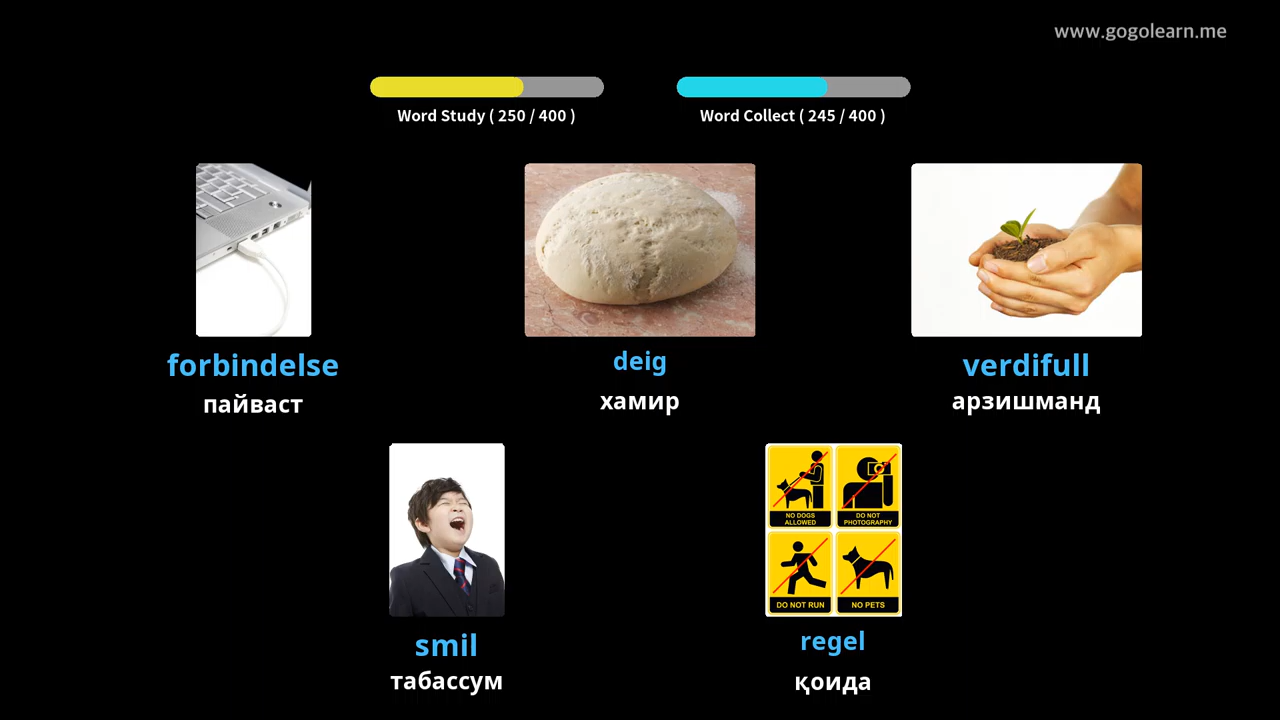 www.gogolearn.me
Word Study ( 250 / 400 )
Word Collect ( 245 / 400 )
forbindelse
пайваст
deig
хамир
verdifull
арзишманд
smil
табассум
NO DOGS
ALLOWED
DO NOT
PHOTOGRAPHY
DO NOT RUN
NO PETS
regel
қоида